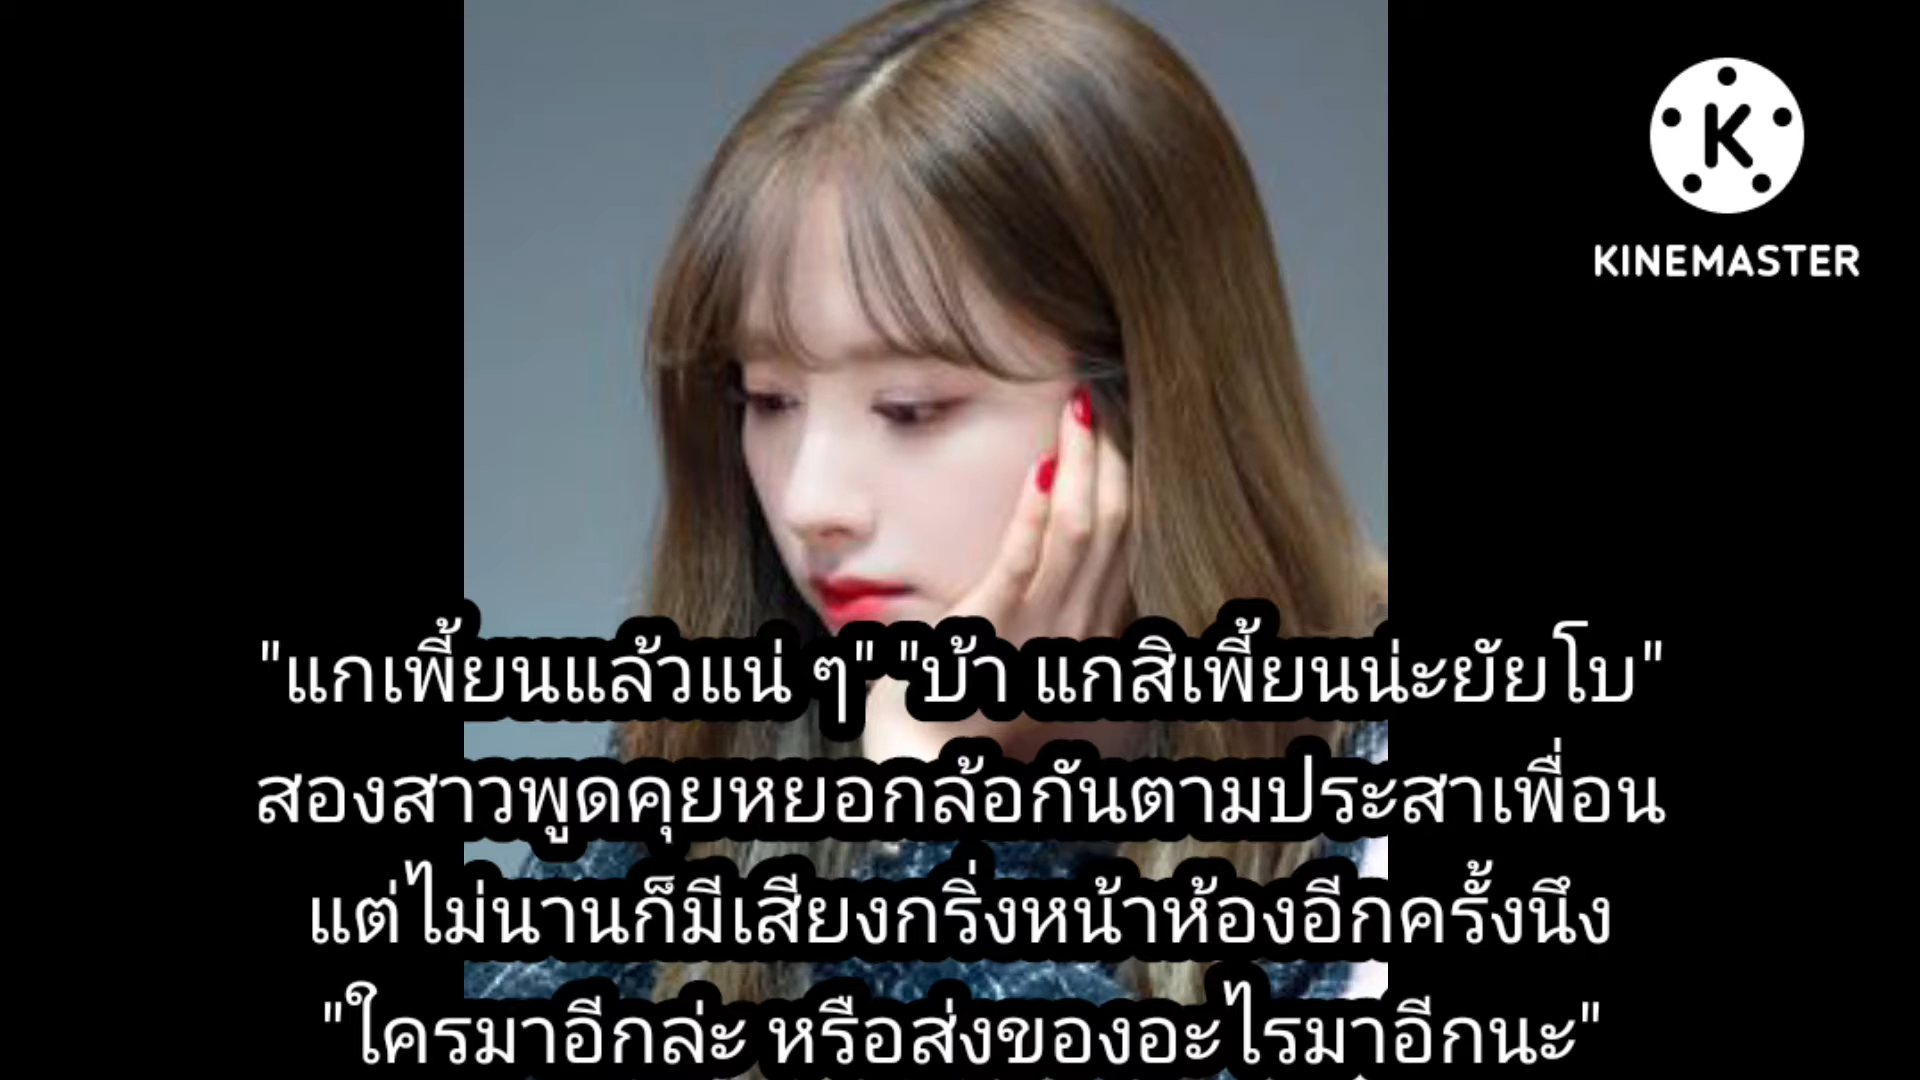 KINEMASTER
"แกเพี้ยนแล้วแน่ ๆ" "บ้า แกสิเพี้ยนน่ะยัยโบ"
สองสาวพูดคุยหยอกล้อกันตามประสาเพื่อน
แต่ไม่นานก็มีเสียงกริ่งหน้าห้องอีกครั้งนึง
"ใครมาอีกล่ะ หรือส่งของอะไรมาอีกนะ"